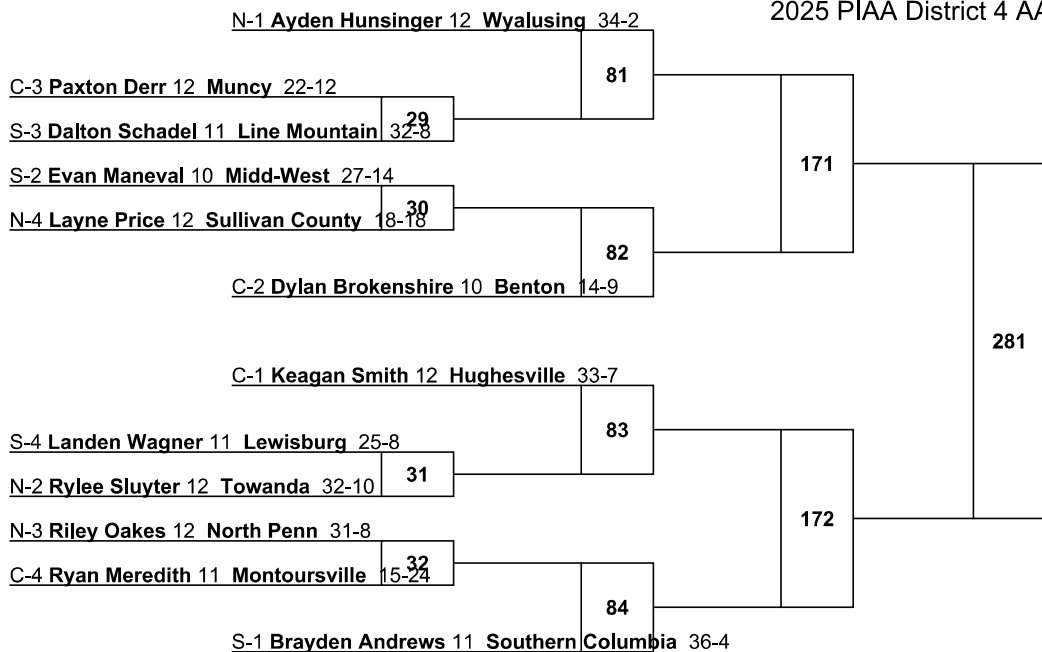 N-1 Ayden Hunsinger 12 Wyalusing 34-2
2025 PIAA District 4 AA
81
C-3 Paxton Derr 12 Muncy 22-12
29
S-3 Dalton Schadel 11 Line Mountain 32-8
171
S-2 Evan Maneval 10 Midd-West 27-14
30
N-4 Layne Price 12 Sullivan County 18-18
82
C-2 Dylan Brokenshire 10 Benton 14-9
281
C-1 Keagan Smith 12 Hughesville 33-7
83
S-4 Landen Wagner 11 Lewisburg 25-8
31
N-2 Rylee Sluyter 12 Towanda 32-10
172
N-3 Riley Oakes 12 North Penn 31-8
32
C-4 Ryan Meredith 11 Montoursville 15-24
84
S-1 Brayden Andrews 11 Southern Columbia 36-4